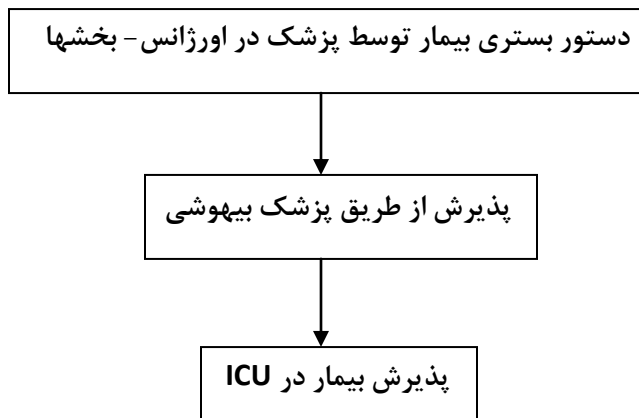 دستور بستری بیمار توسط پزشک در اورژانس- بخشها
پذیرش از طریق پزشک بیهوشی
پذیرش بیمار در ICU